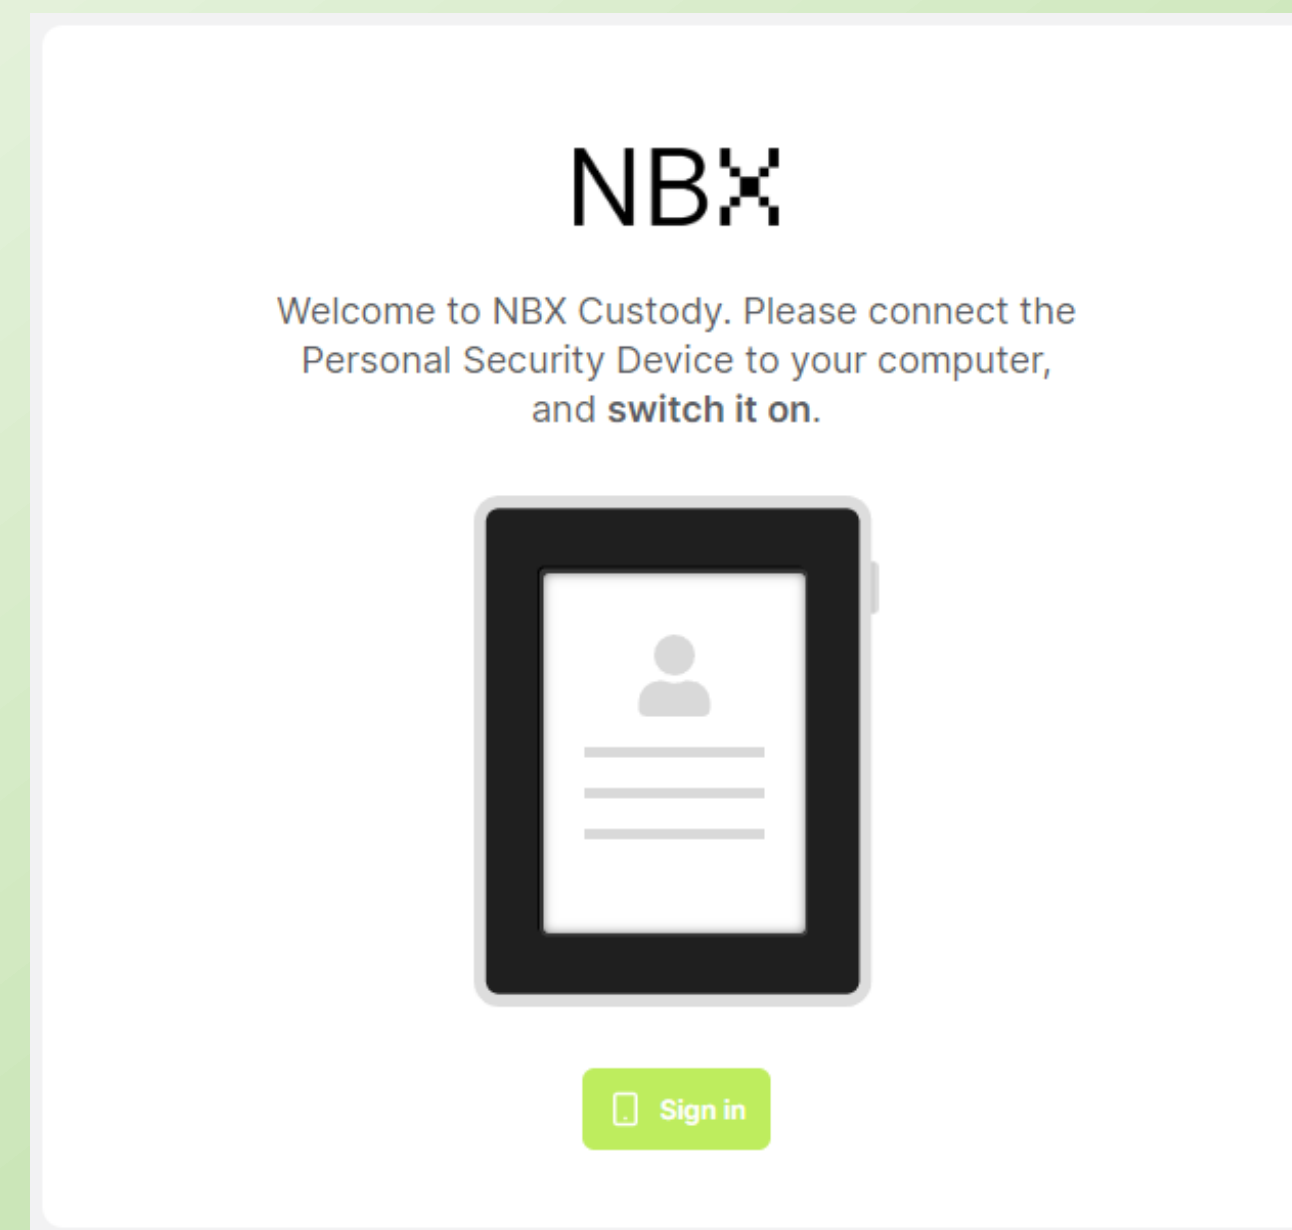 NBX
Welcome to NBX Custody. Please connect the
Personal Security Device to your computer,
and switch it on.
Sign in